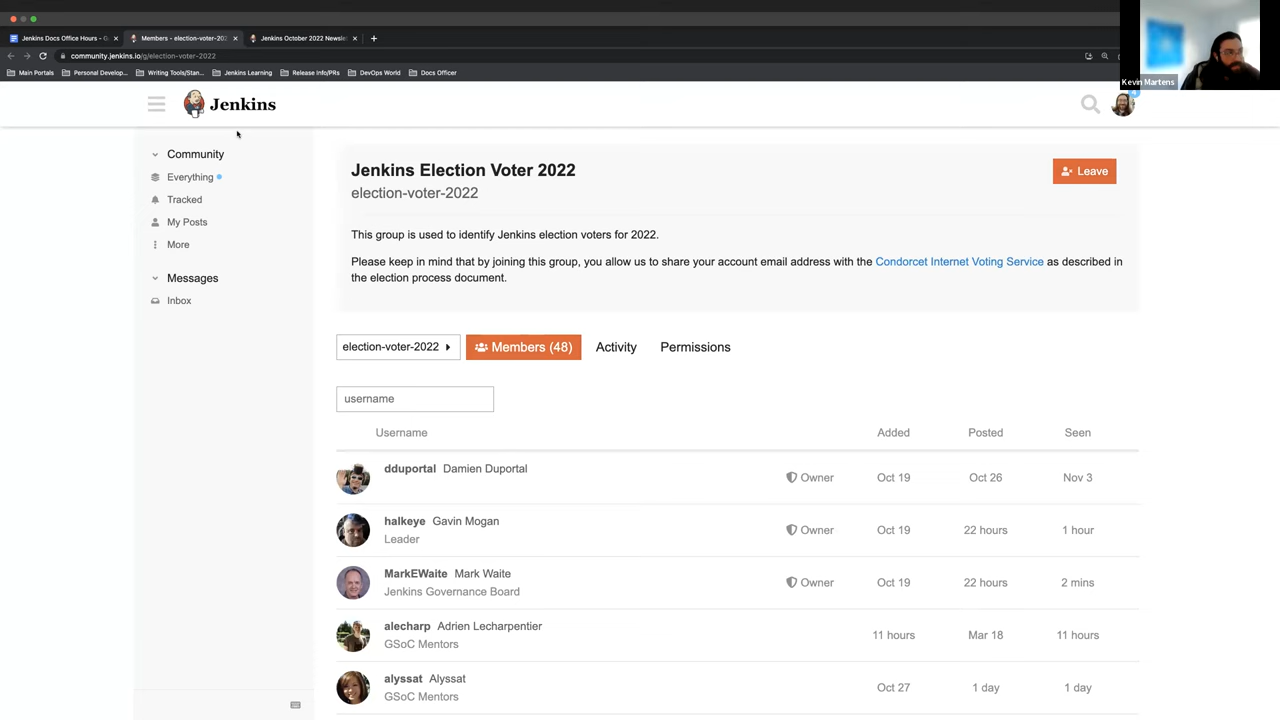 Jenkins Docs Office Hours - G
Members - election-voter-202
Jenkins October 2022 Newsle
community.jenkins.io/g/election-voter-2022
Main Portals
Personal Develop...
Writing Tools/Stan...
Jenkins Learning
Release Info/PRs
DevOps World
Docs Officer
Kevin Martens
Jenkins
Community
Everything
Tracked
My Posts
More
Messages
Inbox
Jenkins Election Voter 2022
election-voter-2022
Leave
This group is used to identify Jenkins election voters for 2022.
Please keep in mind that by joining this group, you allow us to share your account email address with the Condorcet Internet Voting Service as described in
the election process document.
election-voter-2022
Members (48)
Activity
Permissions
username
Username Added Posted Seen
dduportal Damien Duportal
Owner Oct 19 Oct 26 Nov 3
halkeye Gavin Mogan
Leader
Owner Oct 19 22 hours 1 hour
MarkEWaite Mark Waite
Jenkins Governance Board
Owner Oct 19 22 hours 2 mins
alecharp Adrien Lecharpentier
GSoC Mentors
11 hours Mar 18 11 hours
alyssat Alyssat
GSoC Mentors
Oct 27 1 day 1 day